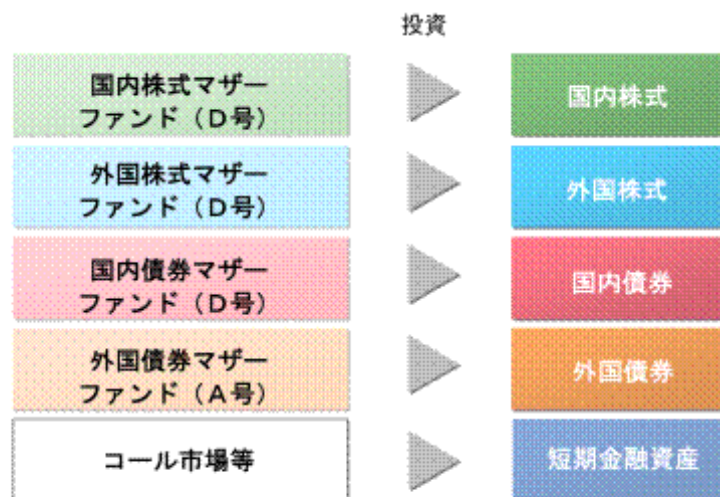 投資
国内株式マザー
ファンド（Ｄ号）
国内株式
外国株式マザー
ファンド（Ｄ号）
外国株式
国内債券マザー
ファンド（Ｄ号）
国内債券
外国債券マザー
ファンド（Ａ号）
外国債券
コール市場等
短期金融資産